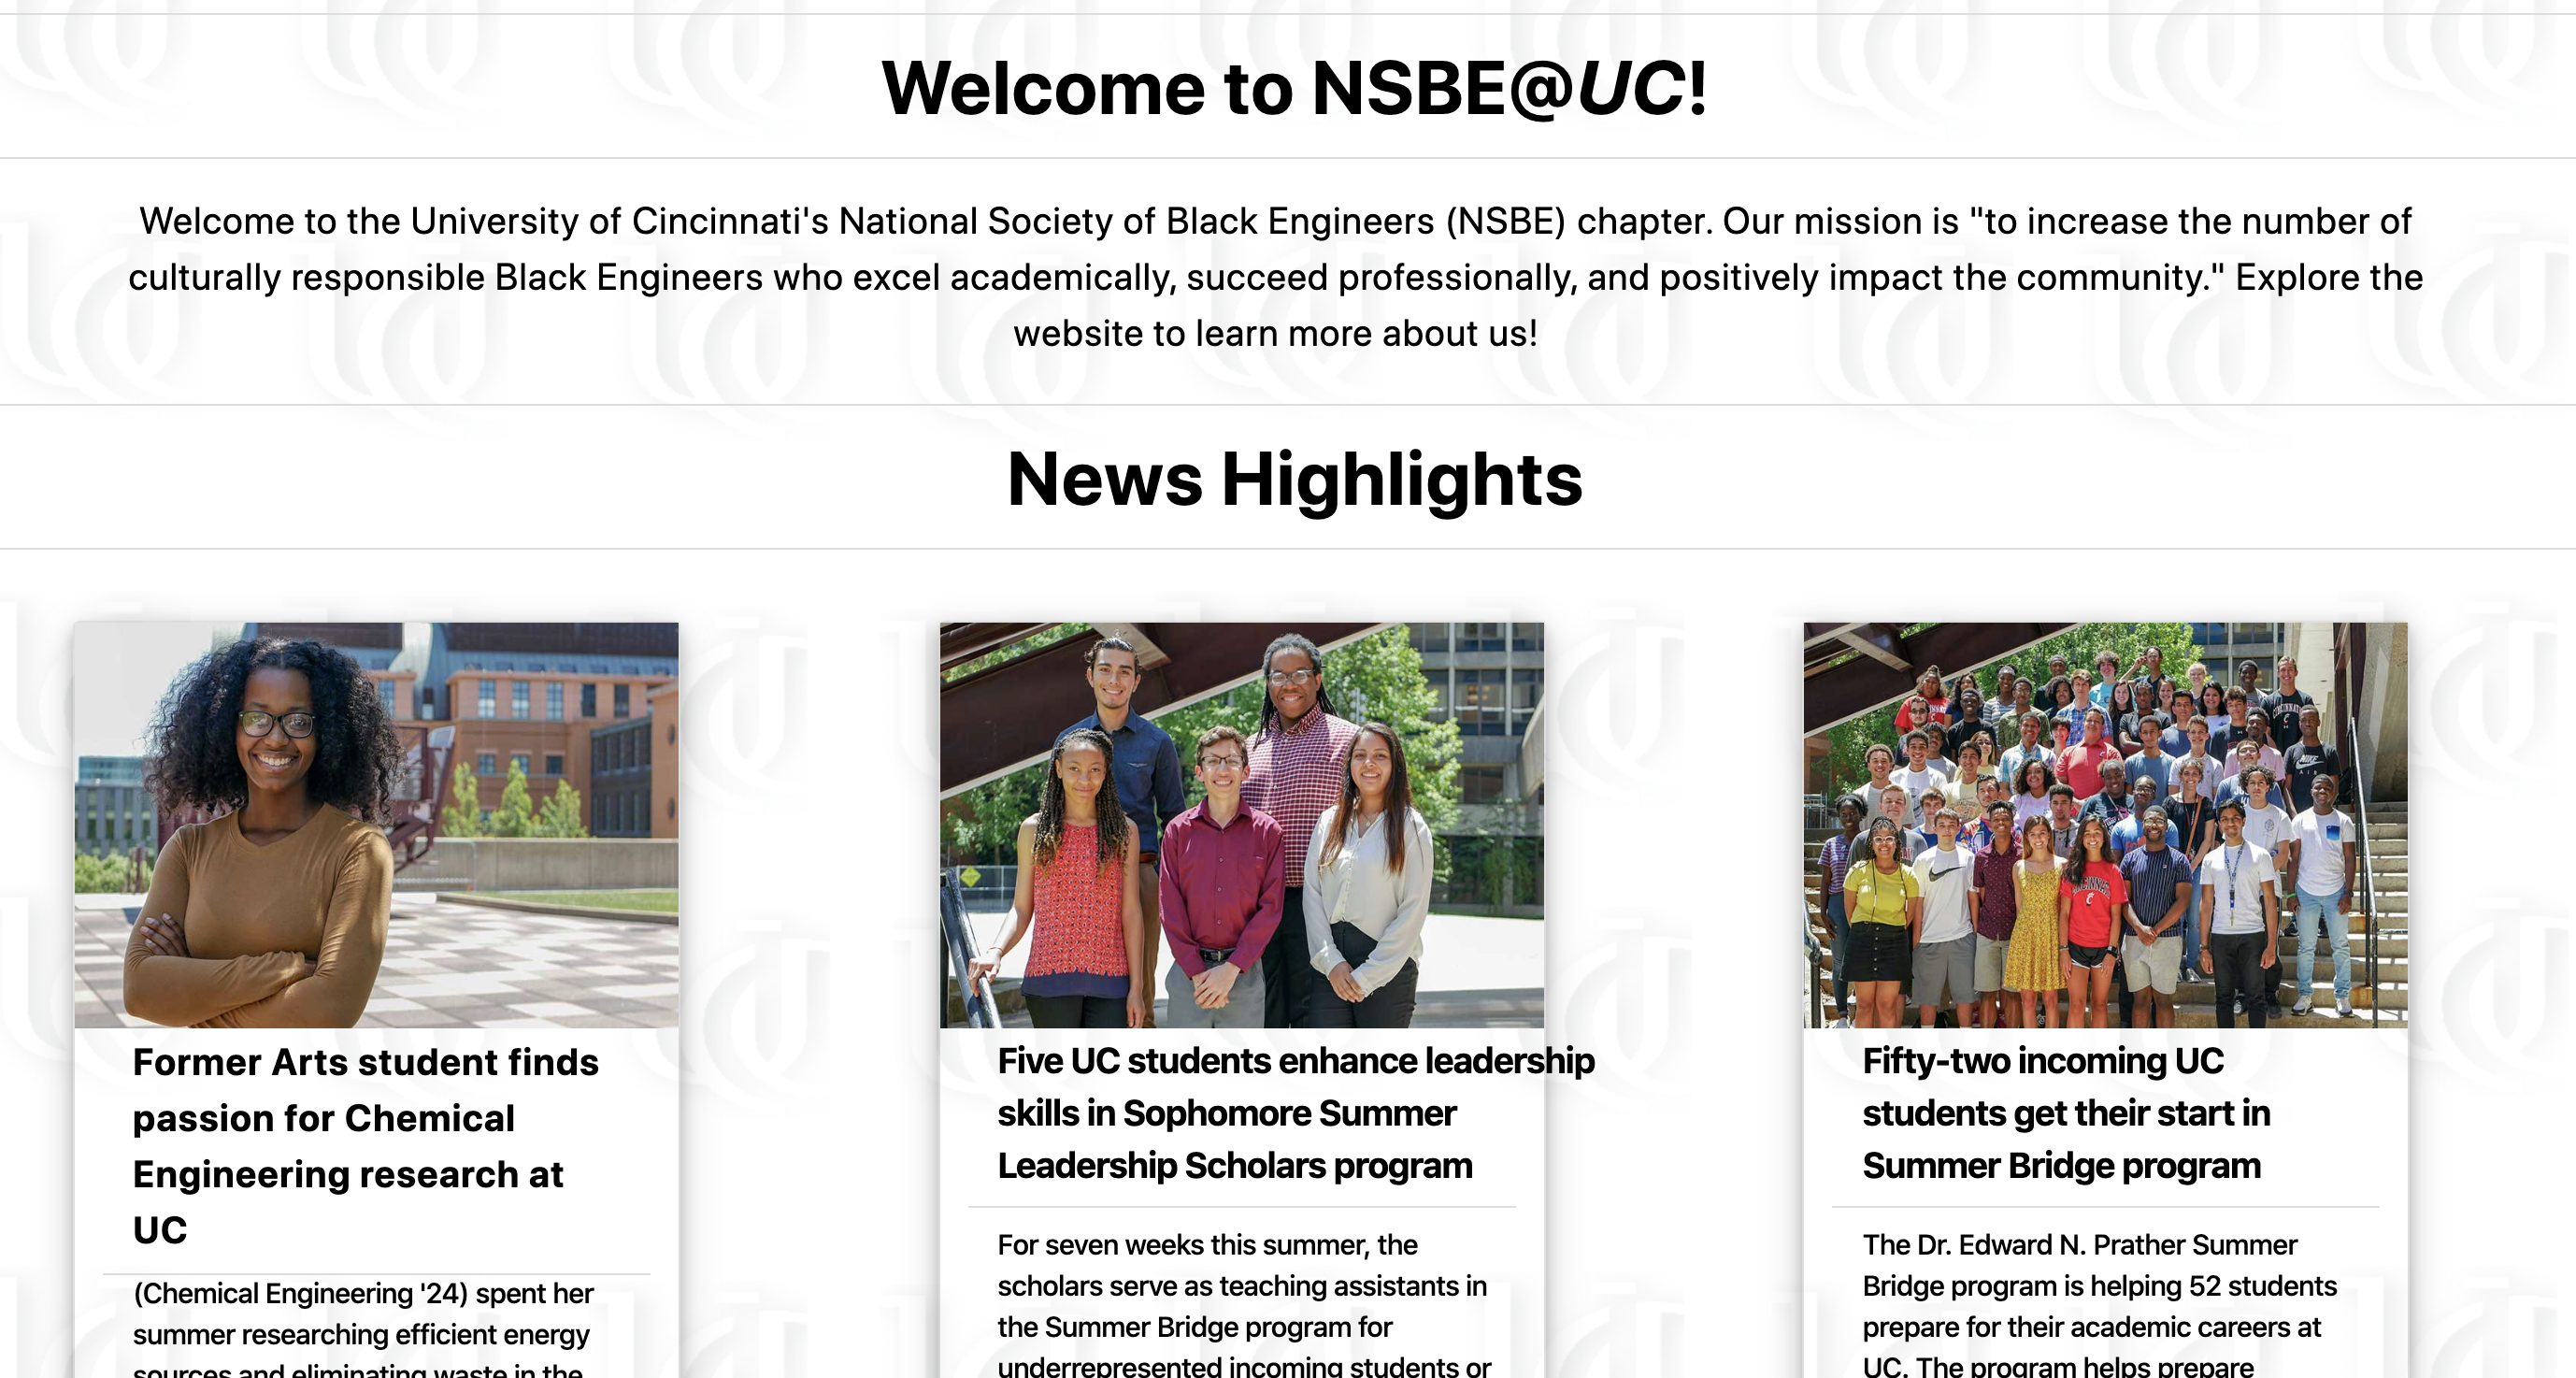 Welcome to NSBE@UC!
Welcome to the University of Cincinnati's National Society of Black Engineers (NSBE) chapter. Our mission is "to increase the number of
culturally responsible Black Engineers who excel academically, succeed professionally, and positively impact the community." Explore the
website to learn more about us!
News Highlights
Former Arts student finds
passion for Chemical
Engineering research at
UC
(Chemical Engineering '24) spent her
summer researching efficient energy
sources and eliminating waste in the
Five UC students enhance leadership
skills in Sophomore Summer
Leadership Scholars program
For seven weeks this summer, the
scholars serve as teaching assistants in
the Summer Bridge program for
underrepresented incoming students or
Fifty-two incoming UC
students get their start in
Summer Bridge program
The Dr. Edward N. Prather Summer
Bridge program is helping 52 students
prepare for their academic careers at
UC. The program helps prepare